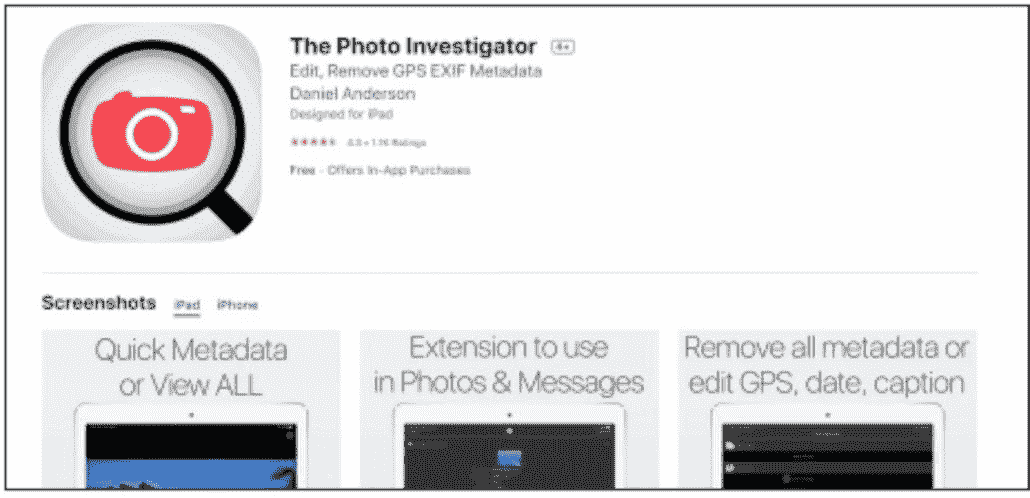 The Photo Investigator 4+
Edit, Remove GPS EXIF Metadata
Daniel Anderson
Designed for iPad
Ratings
Free · Offers In-App Purchases
Screenshots iPad iPhone
Quick Metadata
or View ALL
Extension to use
in Photos & Messages
Remove all metadata or
edit GPS, date, caption